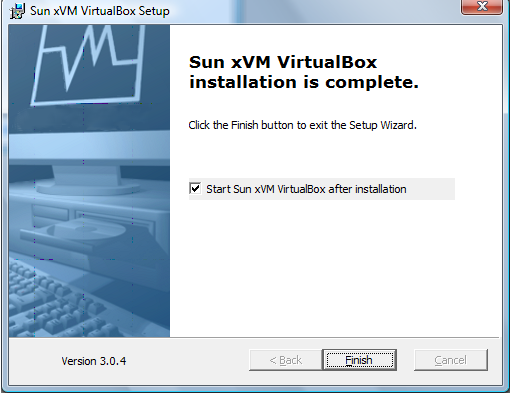 Sun xVM VirtualBox Setup
Sun xVM VirtualBox
installation is complete.
Click the Finish button to exit the Setup Wizard.
Start Sun xVM VirtualBox after installation
Version 3.0.4
< Back
Finish
Cancel